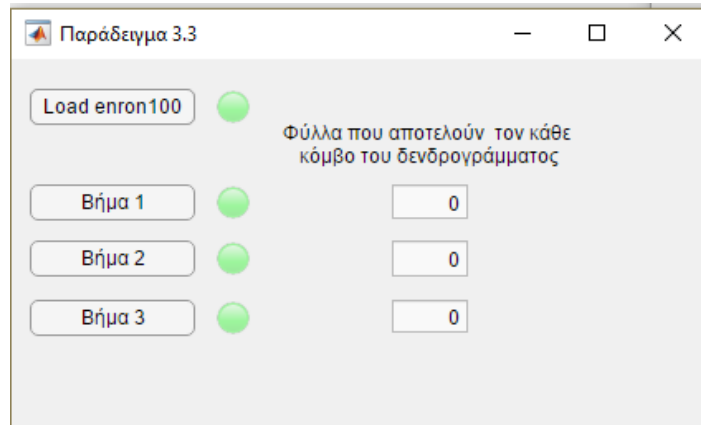 Παράδειγμα 3.3
Load enron100
Φύλλα που αποτελούν τον κάθε
κόμβο του δενδρογράμματος
Βήμα 1
0
Βήμα 2
0
Βήμα 3
0